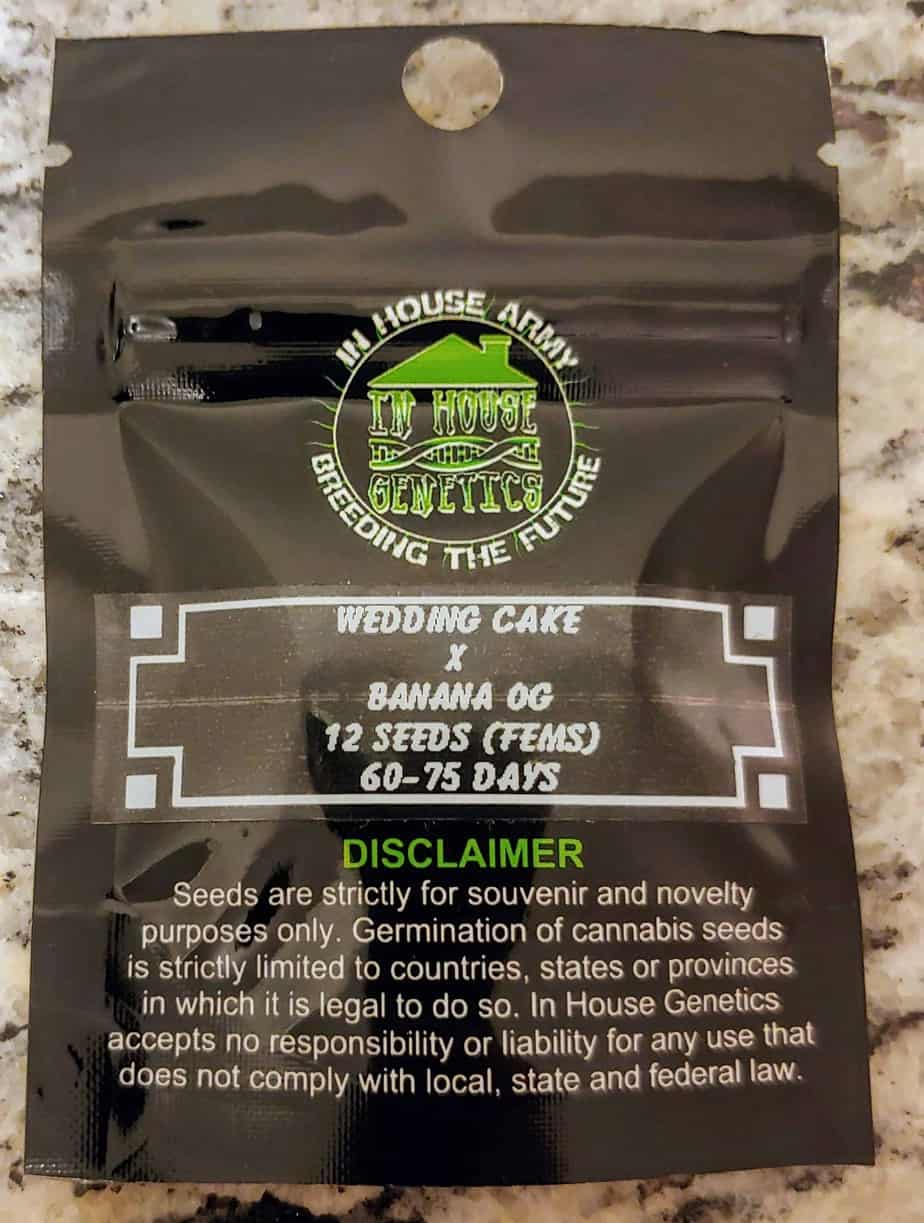 IN HOUSE ARMY
IN HOUSE
GENETICS
BREEDING THE FUTURE
WEDDING CAKE
X
BANANA OG
12 SEEDS (FEMS)
60-75 DAYS
DISCLAIMER
Seeds are strictly for souvenir and novelty
purposes only. Germination of cannabis seeds
is strictly limited to countries, states or provinces
in which it is legal to do so. In House Genetics
accepts no responsibility or liability for any use that
does not comply with local, state and federal law.